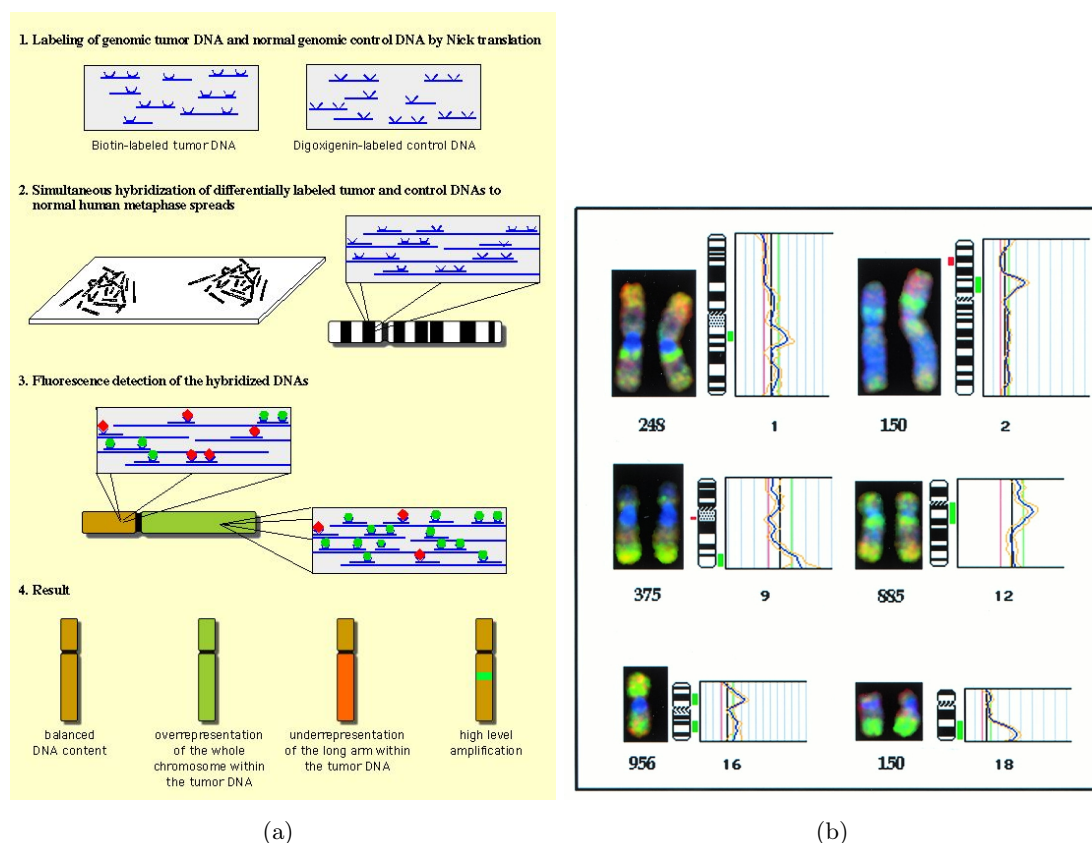 1. Labeling of genomic tumor DNA and normal genomic control DNA by Nick translation
Biotin-labeled tumor DNA
Digoxigenin-labeled control DNA
2. Simultaneous hybridization of differentially labeled tumor and control DNAs to
normal human metaphase spreads
3. Fluorescence detection of the hybridized DNAs
4. Result
balanced
DNA content
overrepresentation
of the whole
chromosome within
the tumor DNA
underrepresentation
of the long arm within
the tumor DNA
high level
amplification
(a)
248
1
150
2
375
9
885
12
956
16
150
18
(b)